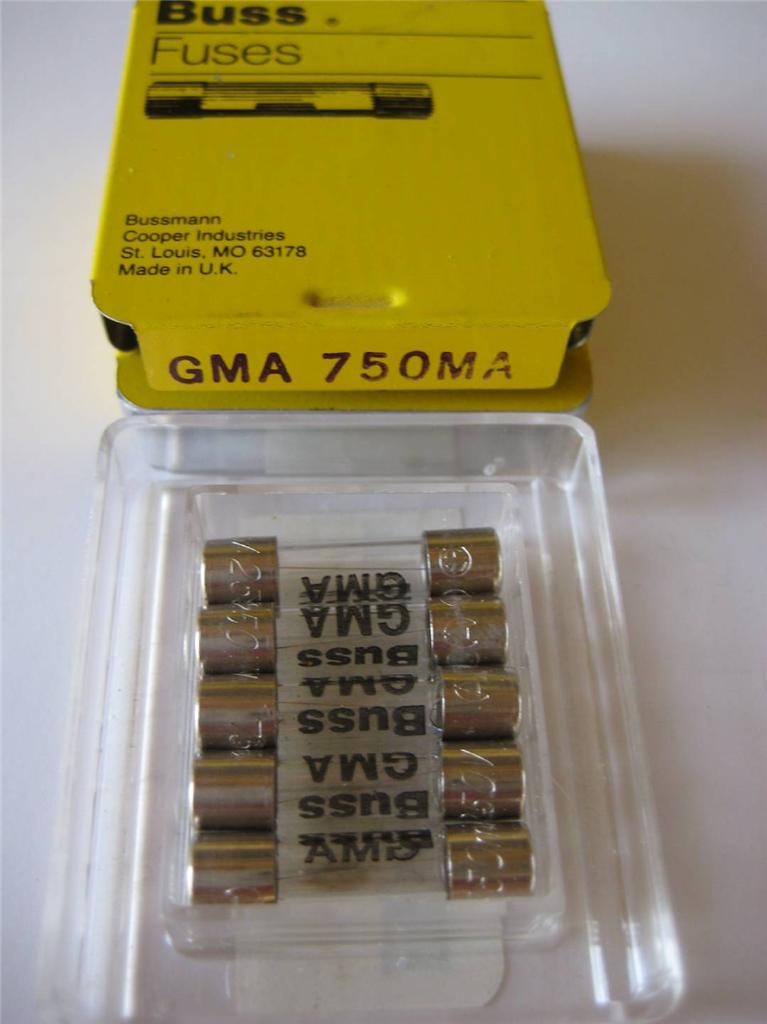 Buss.
Fuses
Bussmann
Cooper Industries
St. Louis, MO 63178
Made in U.K.
GMA 750MA
GMA
GMA
Buss
GMA
Buss
GMA
Buss
GMA